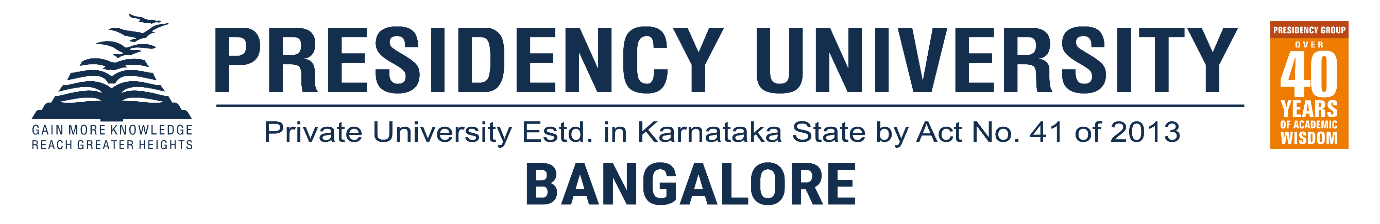 PRESIDENCY UNIVERSITY
Private University Estd. in Karnataka State by Act No. 41 of 2013
BANGALORE
GAIN MORE KNOWLEDGE
REACH GREATER HEIGHTS
PRESIDENCY GROUP
OVER
40
YEARS
OF ACADEMIC
WISDOM